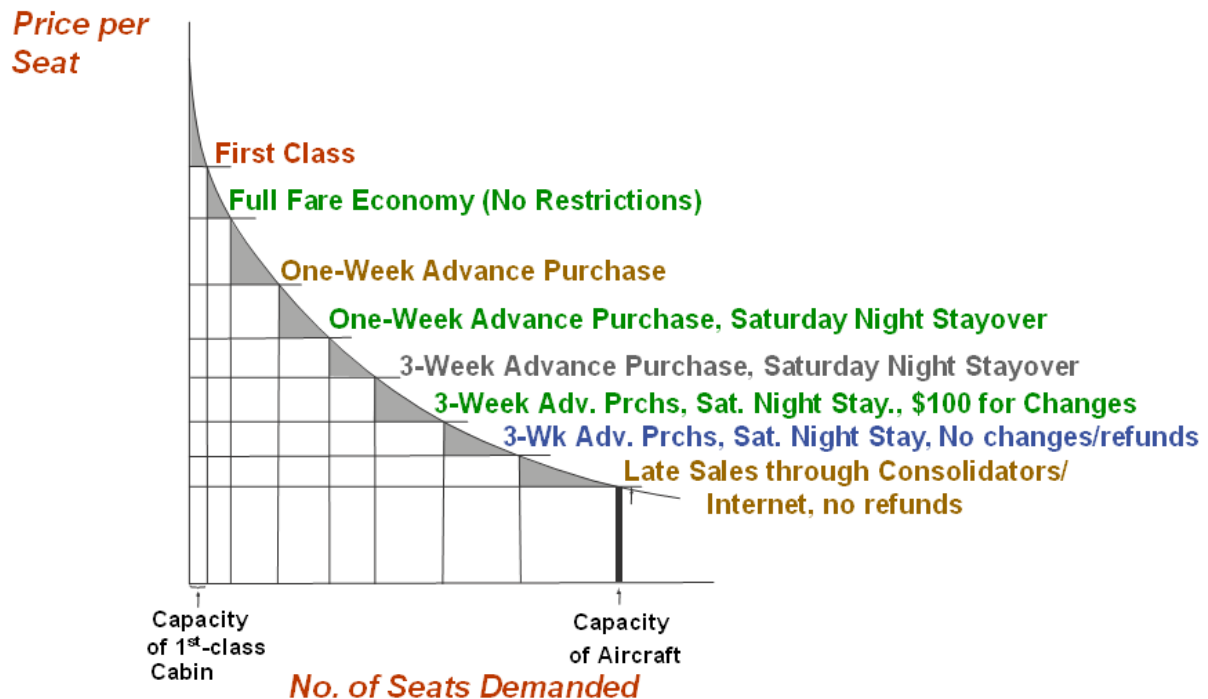 Price per
Seat
First Class
Full Fare Economy (No Restrictions)
One-Week Advance Purchase
One-Week Advance Purchase, Saturday Night Stayover
3-Week Advance Purchase, Saturday Night Stayover
3-Week Adv. Prchs, Sat. Night Stay., $100 for Changes
3-Wk Adv. Prchs, Sat. Night Stay, No changes/refunds
Late Sales through Consolidators/
Internet, no refunds
Capacity
of 1st-class
Cabin
Capacity
of Aircraft
No. of Seats Demanded